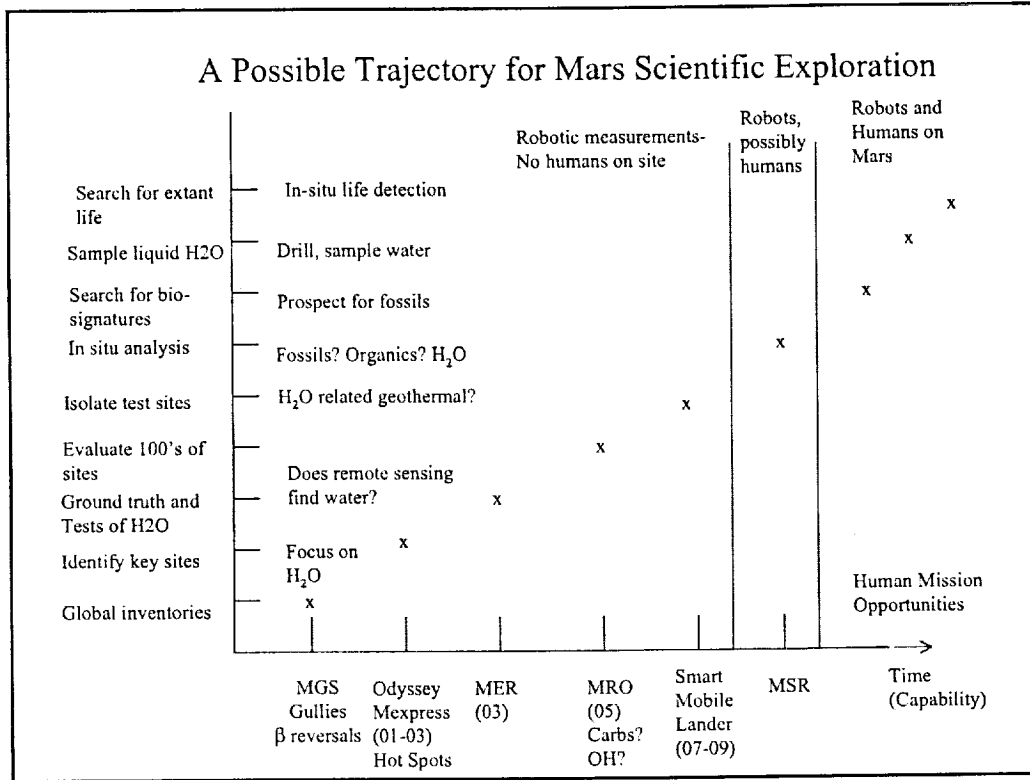 A Possible Trajectory for Mars Scientific Exploration
Robotic measurements-
No humans on site
Robots,
possibly
humans
Robots and
Humans on
Mars
Search for extant
life
In-situ life detection
x
Sample liquid H2O
Drill, sample water
x
Search for bio-
signatures
Prospect for fossils
x
In situ analysis
Fossils? Organics? H₂O
x
Isolate test sites
H₂O related geothermal?
x
Evaluate 100's of
sites
x
Does remote sensing
find water?
Ground truth and
Tests of H2O
x
Identify key sites
Focus on
H₂O
x
Global inventories
x
Human Mission
Opportunities
MGS
Gullies
β reversals
Odyssey
Mexpress
(01-03)
Hot Spots
MER
(03)
MRO
(05)
Carbs?
OH?
Smart
Mobile
Lander
(07-09)
MSR
Time
(Capability)